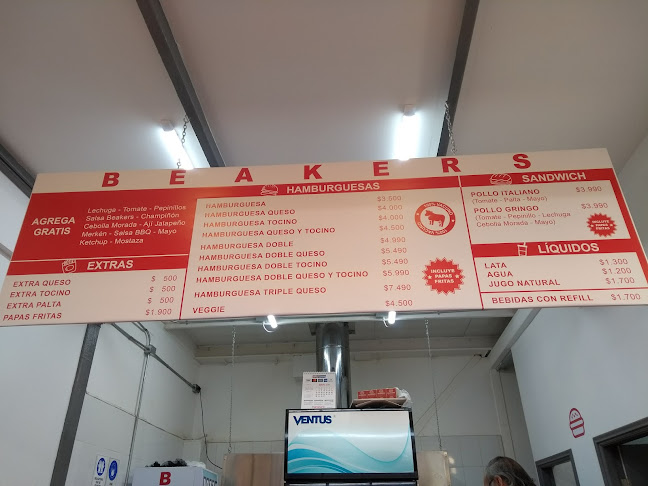 BEAKERS
AGREGA
GRATIS
Lechuga - Tomate - Pepinillos
Salsa Beakers - Champiñon
Cebolla Morada - Ají Jalapeño
Merkén - Salsa BBQ - Mayo
Ketchup - Mostaza
EXTRAS
EXTRA QUESO $ 500
EXTRA TOCINO $ 500
EXTRA PALTA $ 500
PAPAS FRITAS $1.900
HAMBURGUESAS
HAMBURGUESA $3.500
HAMBURGUESA QUESO $4.000
HAMBURGUESA TOCINO $4.000
HAMBURGUESA QUESO Y TOCINO $4.500
HAMBURGUESA DOBLE $4.990
HAMBURGUESA DOBLE QUESO $5.490
HAMBURGUESA DOBLE TOCINO $5.490
HAMBURGUESA DOBLE QUESO Y TOCINO $5.990
HAMBURGUESA TRIPLE QUESO $7.490
VEGGIE $4.500
INCLUYE
PAPAS
FRITAS
SANDWICH
POLLO ITALIANO $3.990
(Tomate - Palta - Mayo)
POLLO GRINGO $3.990
(Tomate - Pepinillo - Lechuga
Cebolla Morada - Mayo)
INCLUYE
PAPAS
FRITAS
LÍQUIDOS
LATA $1.300
AGUA $1.200
JUGO NATURAL $1.700
BEBIDAS CON REFILL $1.700
VENTUS
B